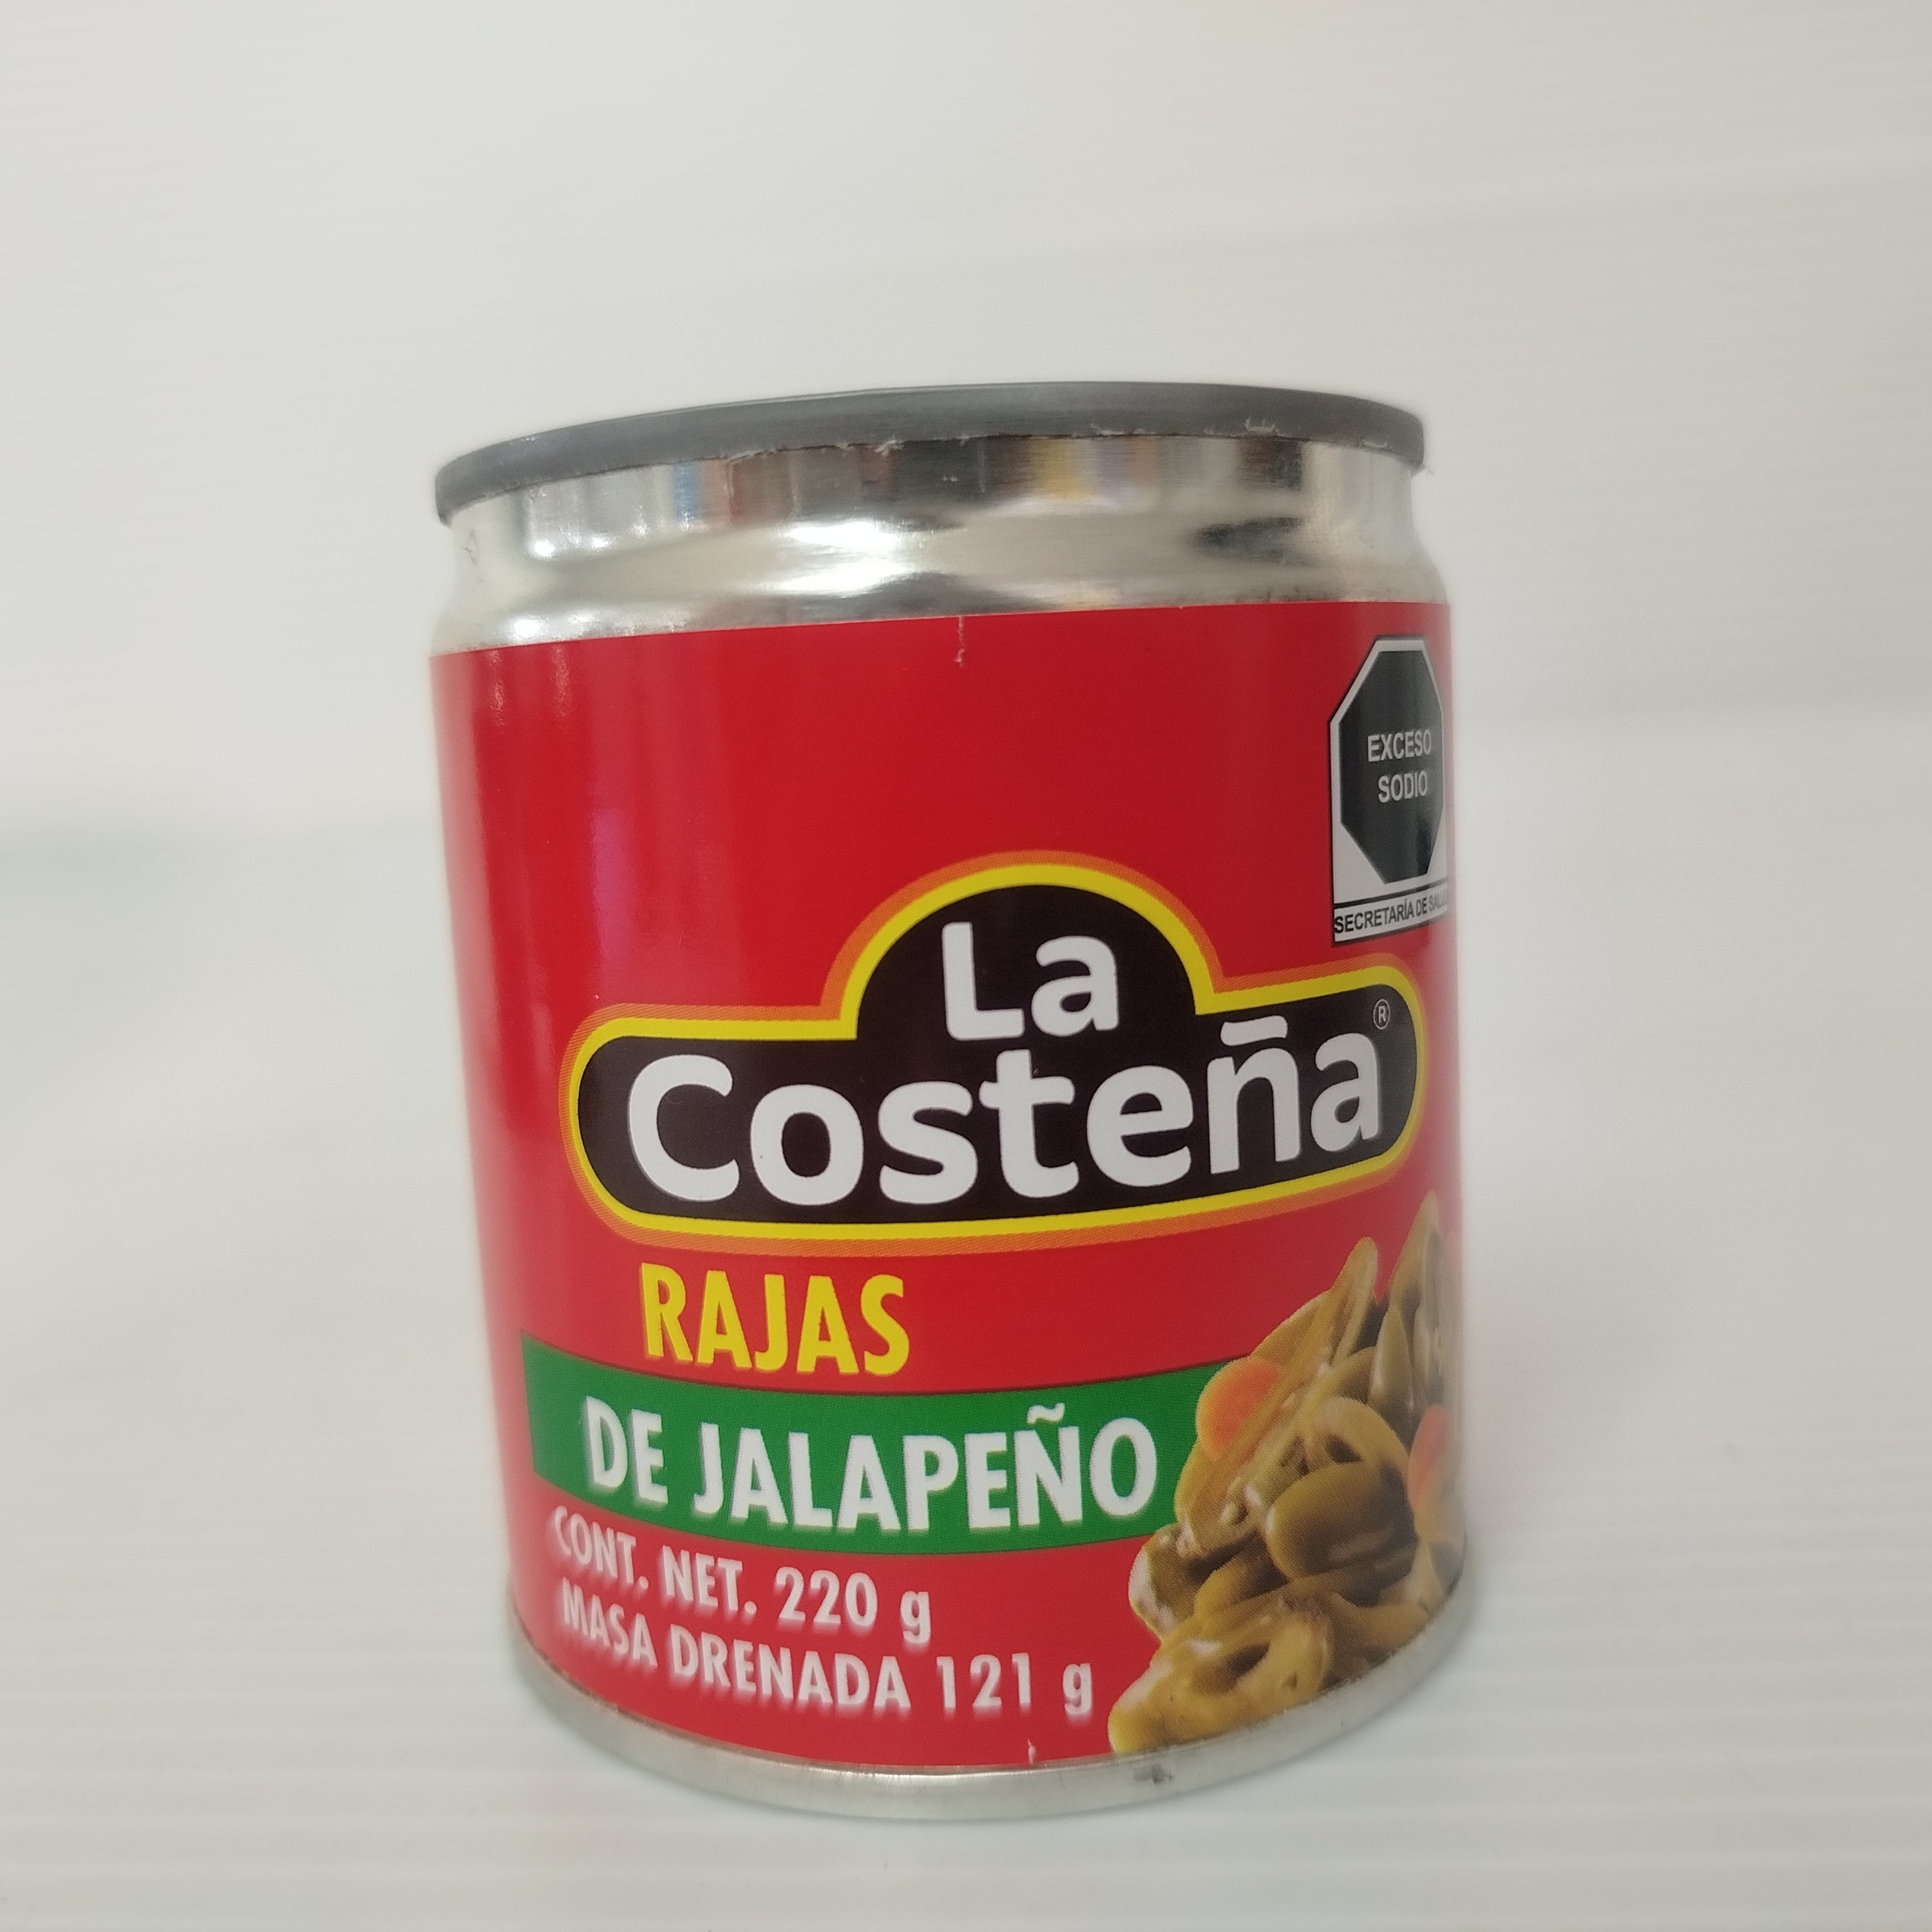 EXCESO
SODIO
SECRETARÍA DE SALUD
La
Costeña®
RAJAS
DE JALAPEÑO
CONT. NET. 220 g
MASA DRENADA 121 g